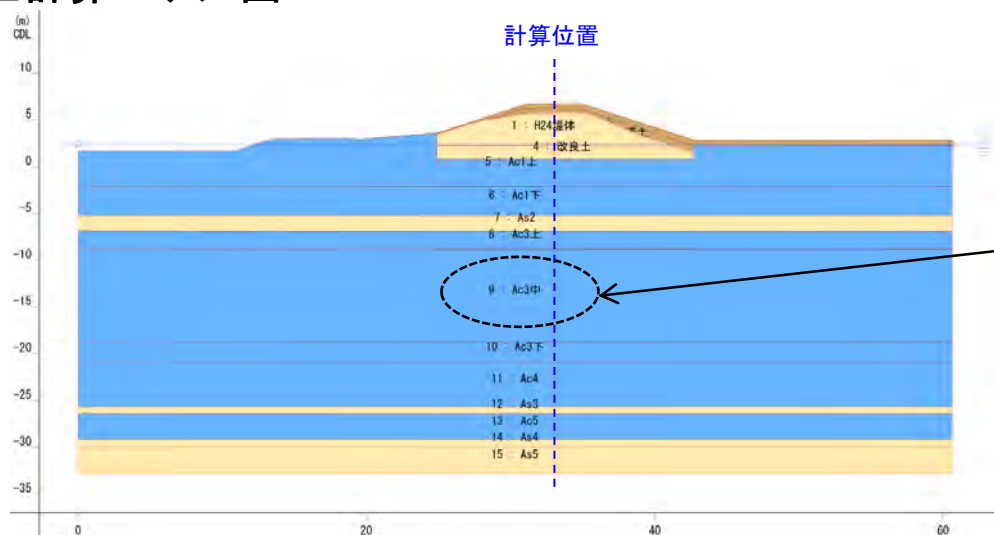 (m)
CDL
計算位置
10
5
0
-5
-10
-15
-20
-25
-30
-35
1 : H24堤体
4 : 改良土
5 : Ac1上
6 : Ac1下
7 : As2
8 : Ac3上
9 : Ac3中
10 : Ac3下
11 : Ac4
12 : As3
13 : Ac5
14 : As4
15 : As5
0
20
40
60